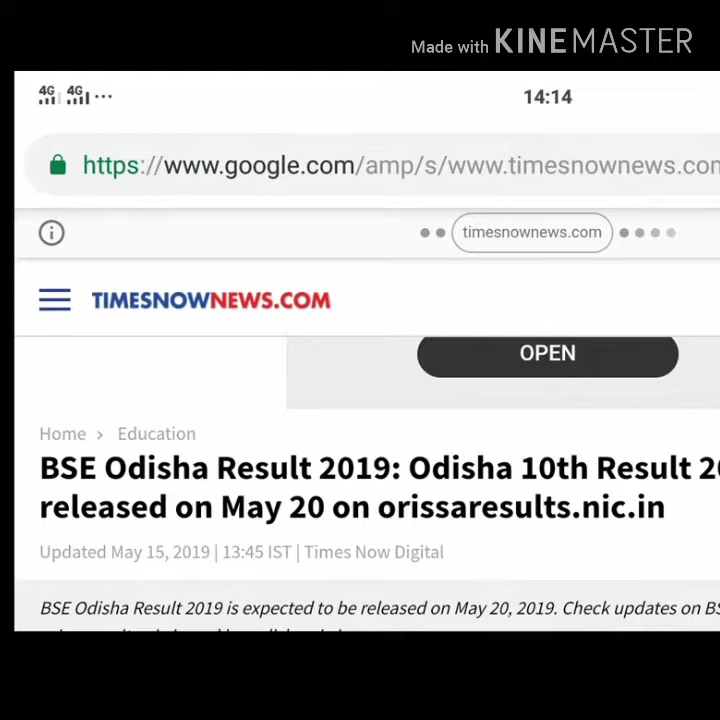 Made with KINEMASTER
4G 4G ... 14:14
https://www.google.com/amp/s/www.timesnownews.com
timesnownews.com
TIMESNOWNEWS.COM
OPEN
Home > Education
BSE Odisha Result 2019: Odisha 10th Result
released on May 20 on orissaresults.nic.in
Updated May 15, 2019 | 13:45 IST | Times Now Digital
BSE Odisha Result 2019 is expected to be released on May 20, 2019. Check updates on